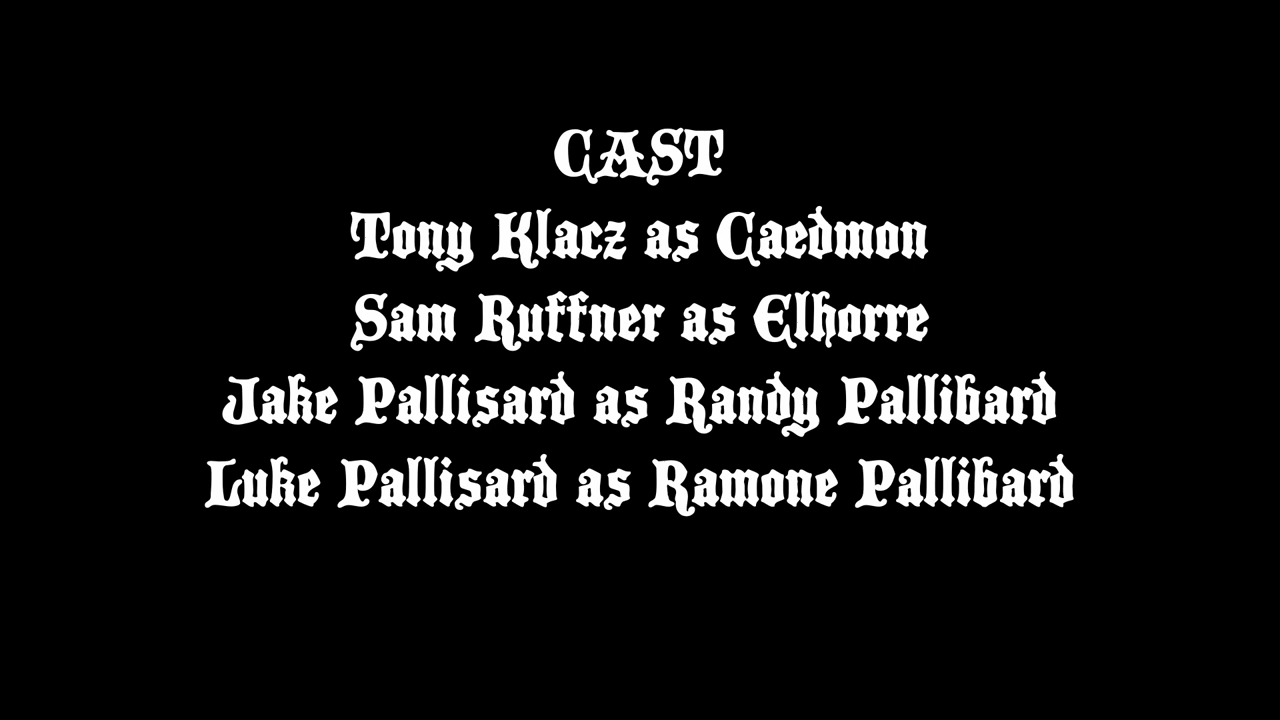 CAST
Tony Klacz as Caedmon
Sam Ruffner as Elhorre
Jake Pallisard as Randy Pallibard
Luke Pallisard as Ramone Pallibard